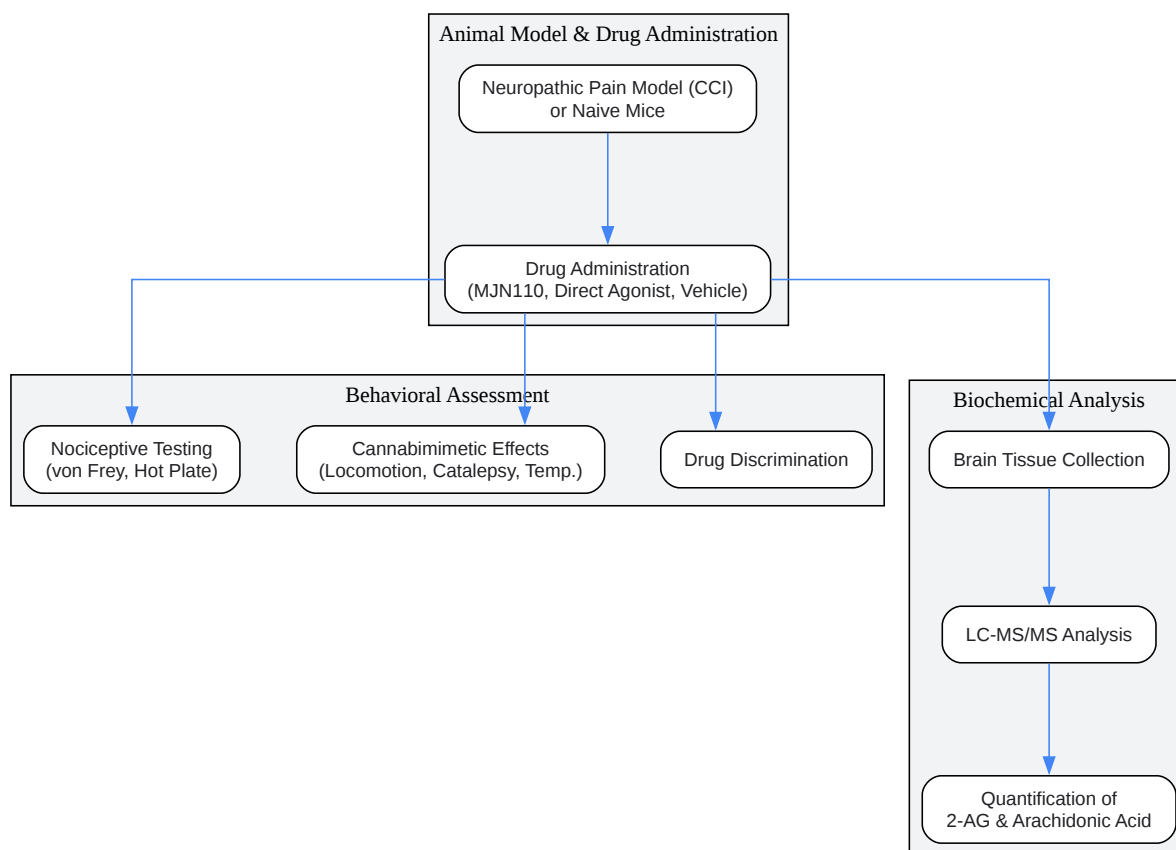 Animal Model & Drug Administration
Neuropathic Pain Model (CCI)
or Naive Mice
Drug Administration
(MJN110, Direct Agonist, Vehicle)
Behavioral Assessment
Nociceptive Testing
(von Frey, Hot Plate)
Cannabimimetic Effects
(Locomotion, Catalepsy, Temp.)
Drug Discrimination
Biochemical Analysis
Brain Tissue Collection
LC-MS/MS Analysis
Quantification of
2-AG & Arachidonic Acid